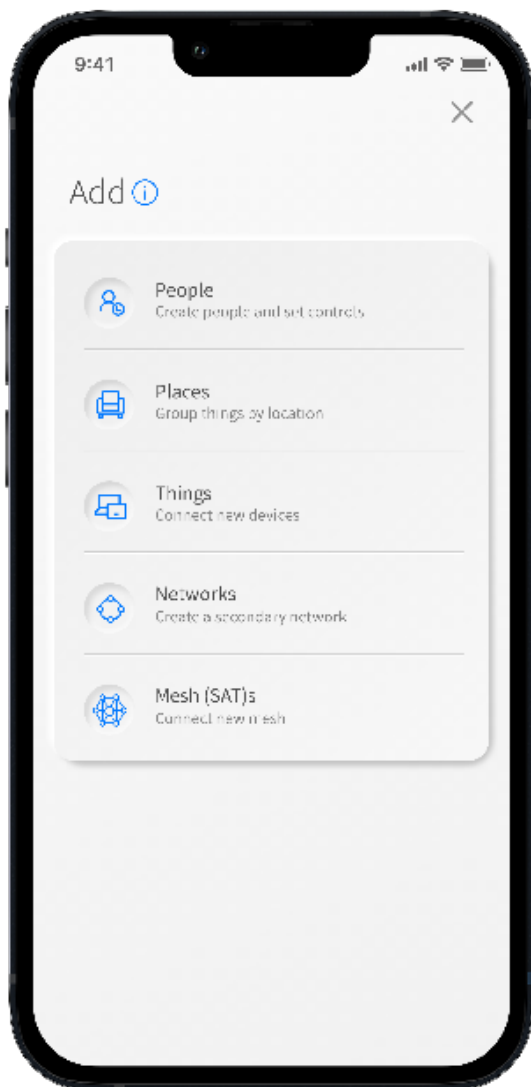 9:41
Add
People
Create people and set controls
Places
Group things by location
Things
Connect new devices
Networks
Create a secondary network
Mesh (SAT)s
Connect new mesh